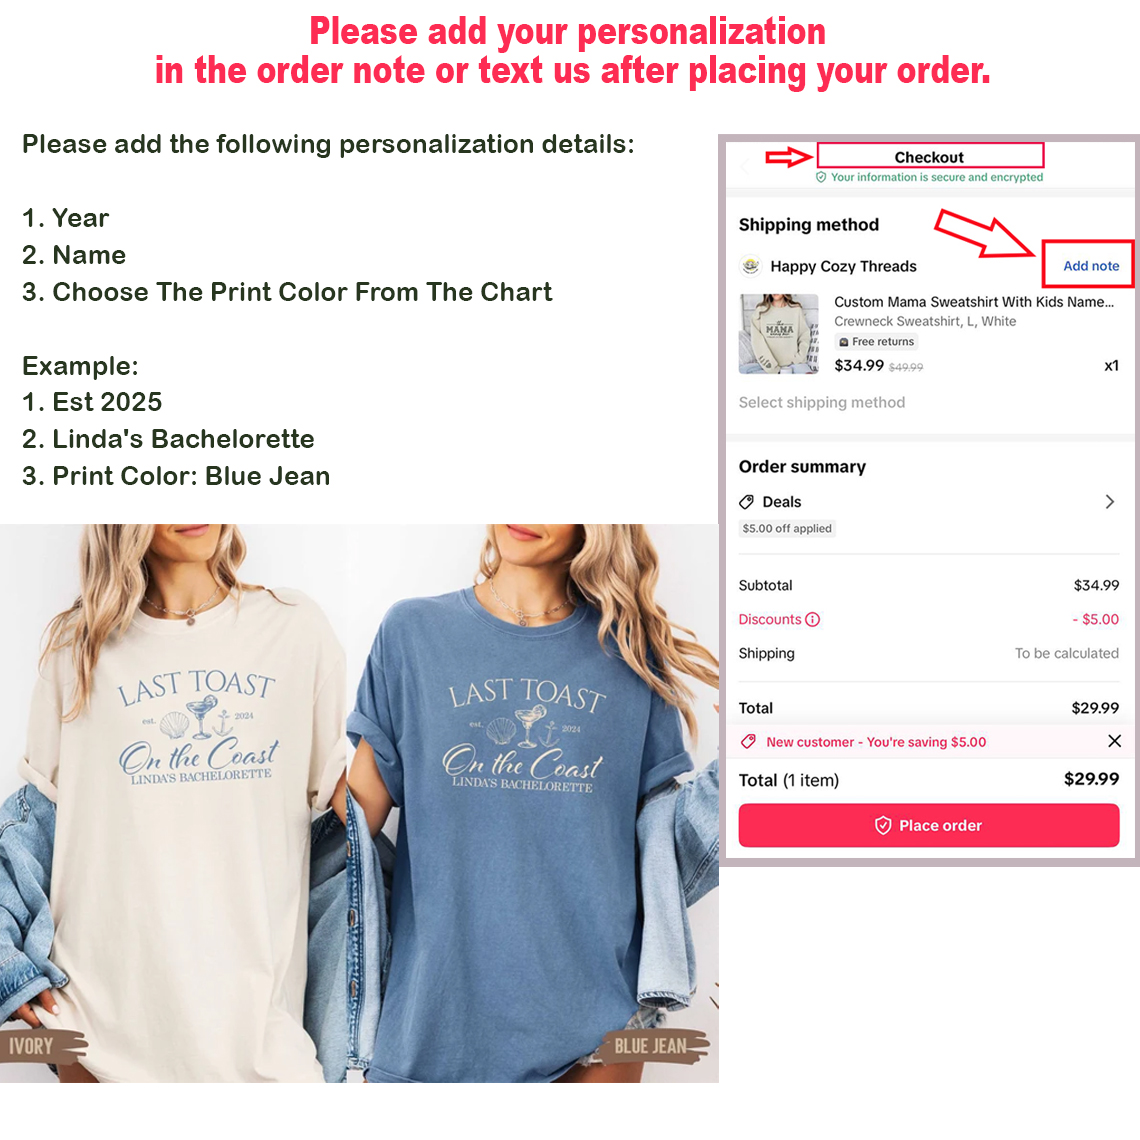 Please add your personalization
in the order note or text us after placing your order.
Please add the following personalization details:
1. Year
2. Name
3. Choose The Print Color From The Chart
Example:
1. Est 2025
2. Linda's Bachelorette
3. Print Color: Blue Jean
Checkout
Your information is secure and encrypted
Shipping method
Happy Cozy Threads
Add note
Custom Mama Sweatshirt With Kids Name...
Crewneck Sweatshirt, L, White
Free returns
$34.99 $49.99
x1
Select shipping method
MAMA
Order summary
Deals
$5.00 off applied
Subtotal $34.99
Discounts - $5.00
Shipping To be calculated
Total $29.99
New customer - You're saving $5.00
Total (1 item) $29.99
Place order
LAST TOAST
est. 2024
On the Coast
LINDA'S BACHELORETTE
IVORY
LAST TOAST
est. 2024
On the Coast
LINDA'S BACHELORETTE
BLUE JEAN